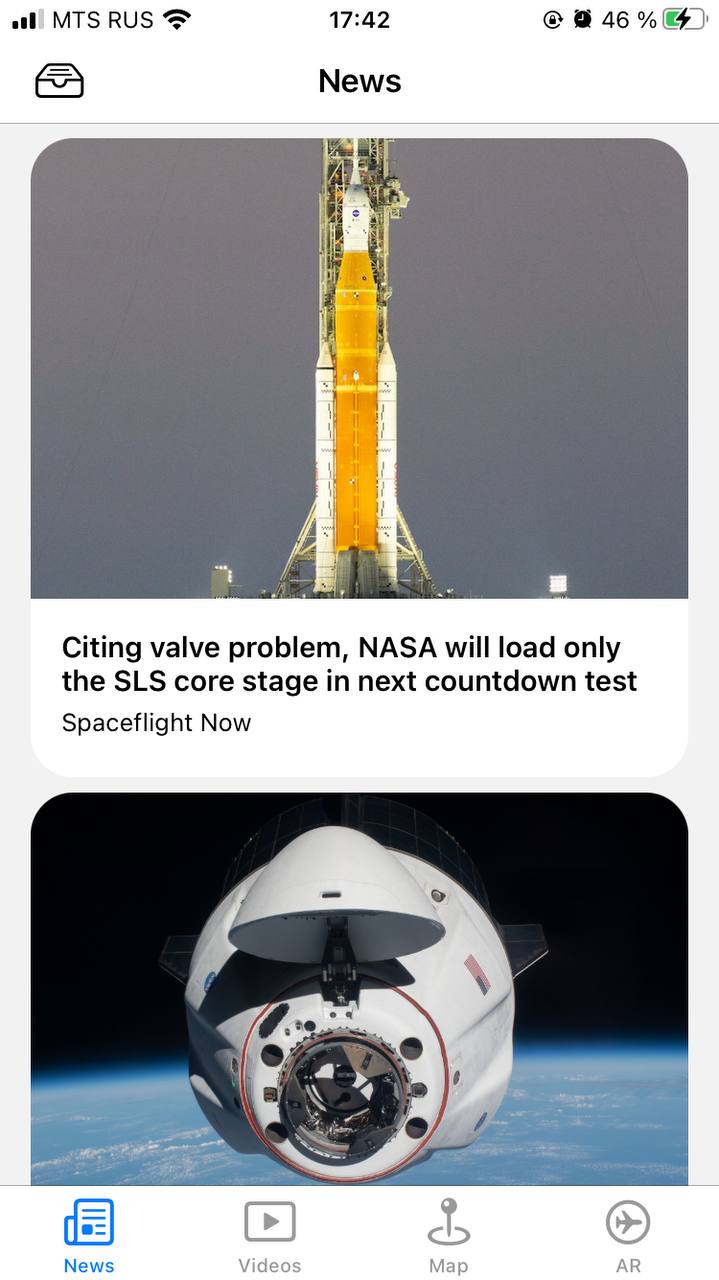 MTS RUS 17:42 46 %
News
Citing valve problem, NASA will load only
the SLS core stage in next countdown test
Spaceflight Now
News Videos Map AR